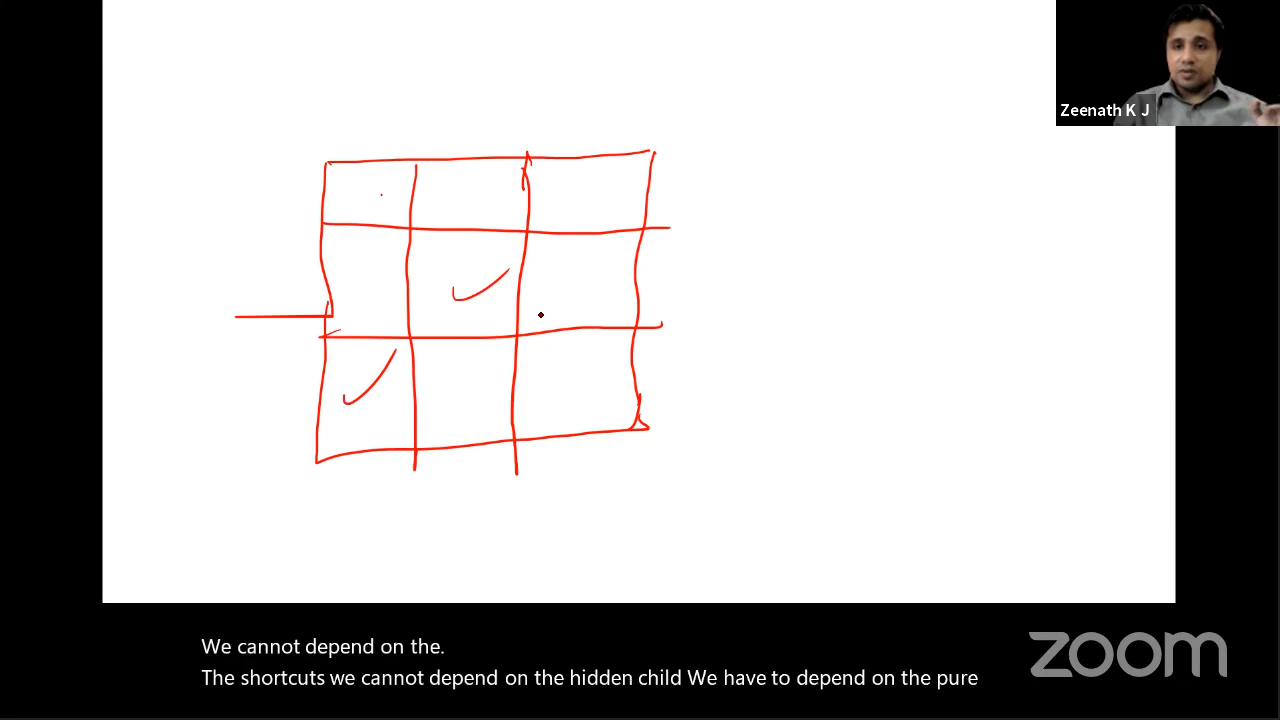 Zeenath K J
We cannot depend on the.
The shortcuts we cannot depend on the hidden child We have to depend on the pure
zoom